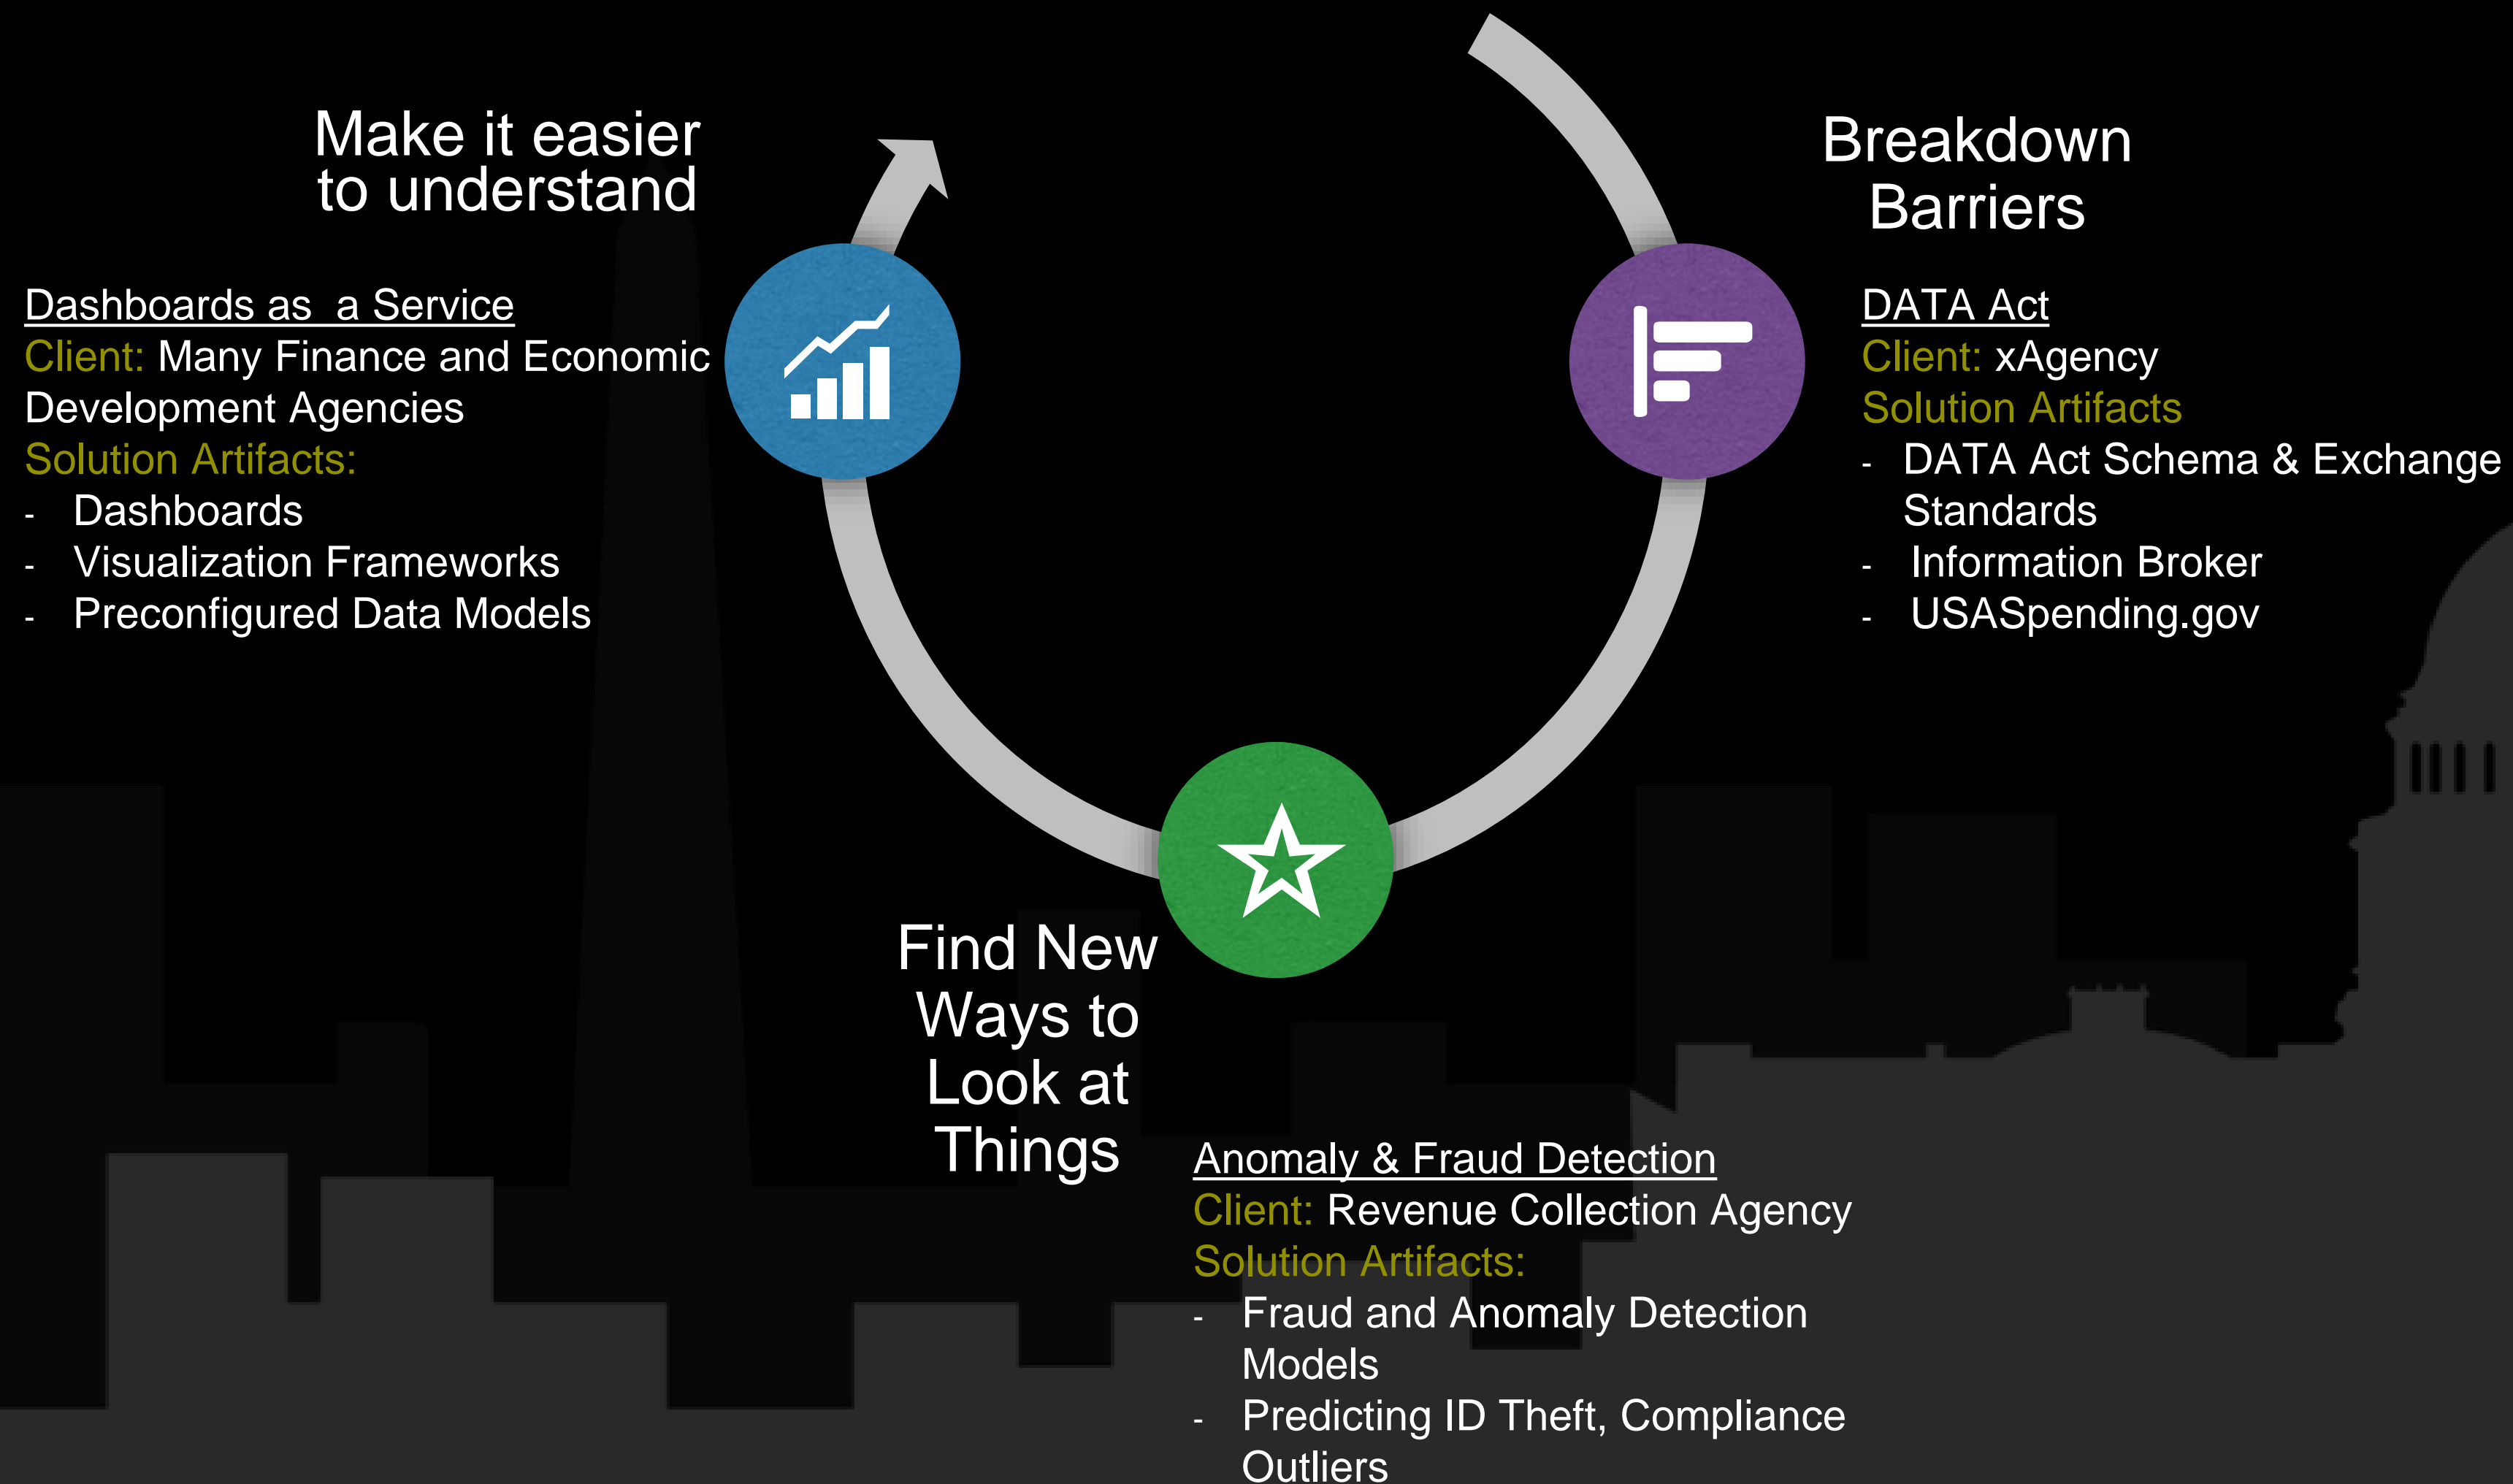 Make it easier
to understand
Dashboards as  a Service
Client: Many Finance and Economic
Development Agencies
Solution Artifacts:
- Dashboards
- Visualization Frameworks
- Preconfigured Data Models
Breakdown
Barriers
DATA Act
Client: xAgency
Solution Artifacts
- DATA Act Schema & Exchange
Standards
- Information Broker
- USASpending.gov
Find New
Ways to
Look at
Things
Anomaly & Fraud Detection
Client: Revenue Collection Agency
Solution Artifacts:
- Fraud and Anomaly Detection
Models
- Predicting ID Theft, Compliance
Outliers